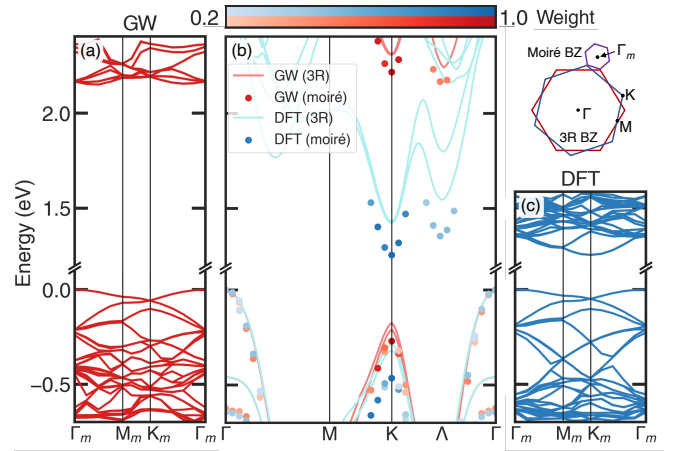 GW
0.2
1.0
Weight
(a)
(b)
GW (3R)
GW (moiré)
DFT (3R)
DFT (moiré)
Moiré BZ
Γm
K
Γ
M
3R BZ
DFT
(c)
Energy (eV)
2.0
1.5
0.0
−0.5
Γm Mm Km Γm
Γ M K Λ Γ
Γm Mm Km Γm